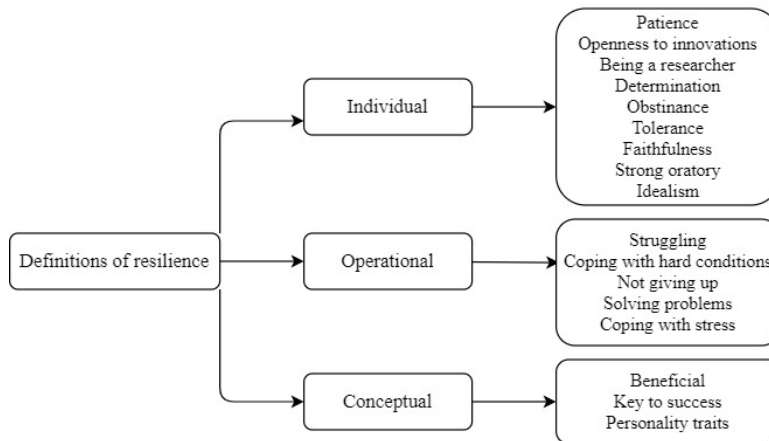 Definitions of resilience
Individual
Patience
Openness to innovations
Being a researcher
Determination
Obstinance
Tolerance
Faithfulness
Strong oratory
Idealism
Operational
Struggling
Coping with hard conditions
Not giving up
Solving problems
Coping with stress
Conceptual
Beneficial
Key to success
Personality traits